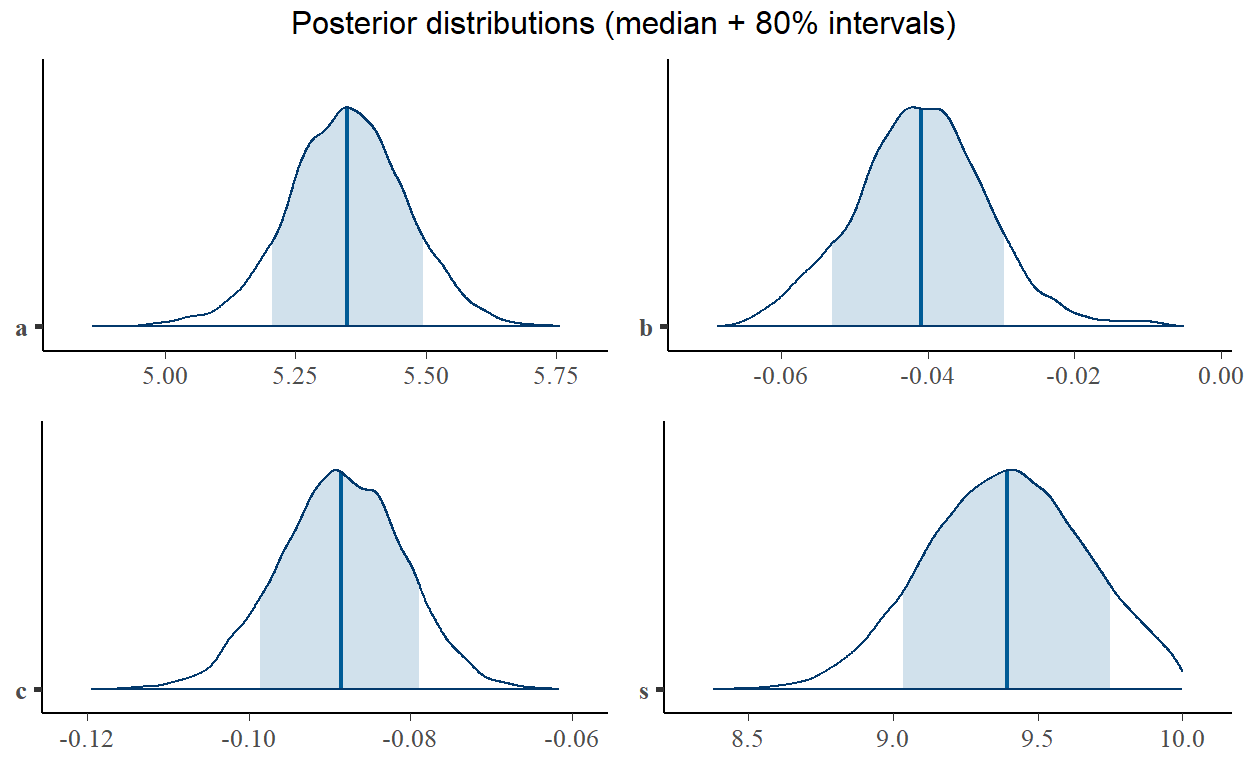 Posterior distributions (median + 80% intervals)
a
5.00 5.25 5.50 5.75
b
-0.06 -0.04 -0.02 0.00
c
-0.12 -0.10 -0.08 -0.06
s
8.5 9.0 9.5 10.0